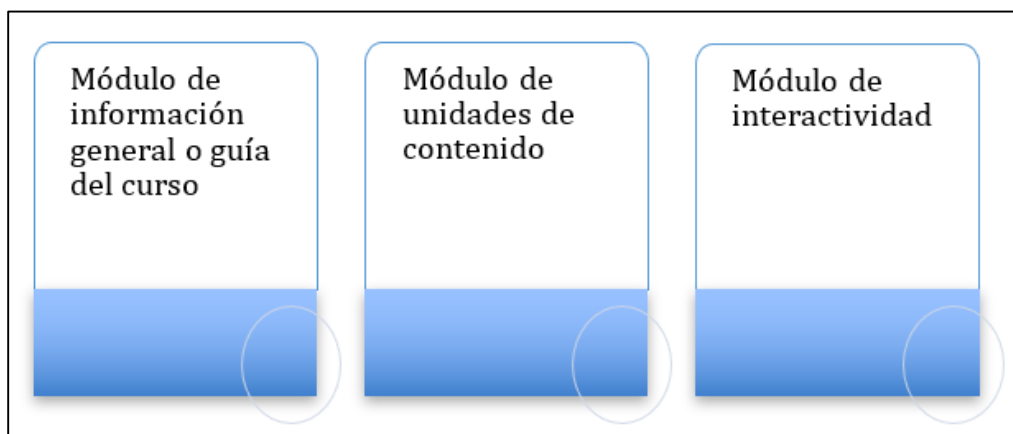 Módulo de
información
general o guía
del curso
Módulo de
unidades de
contenido
Módulo de
interactividad